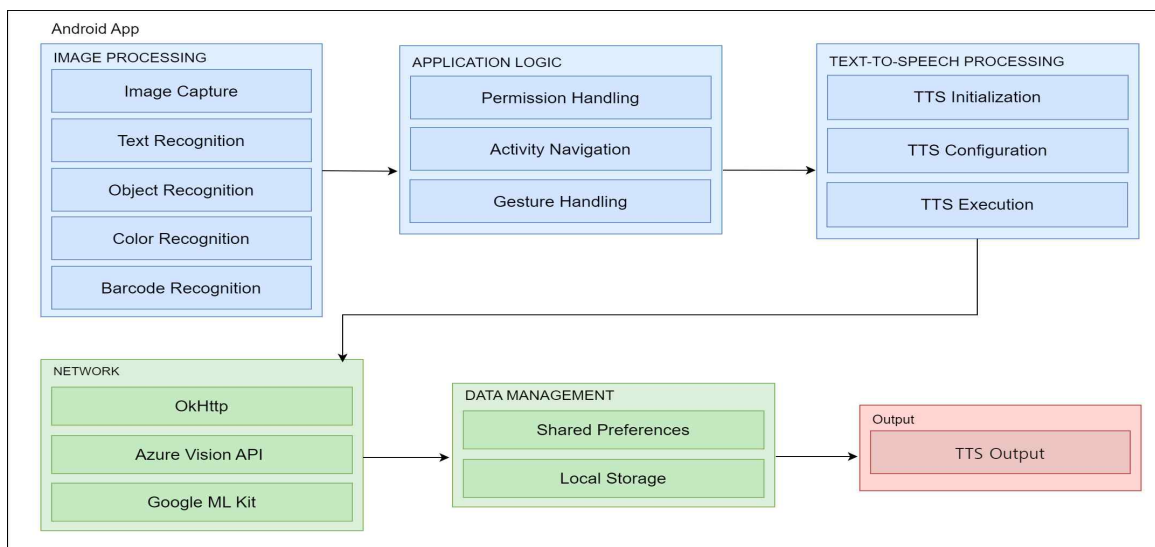 Android App
IMAGE PROCESSING
Image Capture
Text Recognition
Object Recognition
Color Recognition
Barcode Recognition
APPLICATION LOGIC
Permission Handling
Activity Navigation
Gesture Handling
TEXT-TO-SPEECH PROCESSING
TTS Initialization
TTS Configuration
TTS Execution
NETWORK
OkHttp
Azure Vision API
Google ML Kit
DATA MANAGEMENT
Shared Preferences
Local Storage
Output
TTS Output